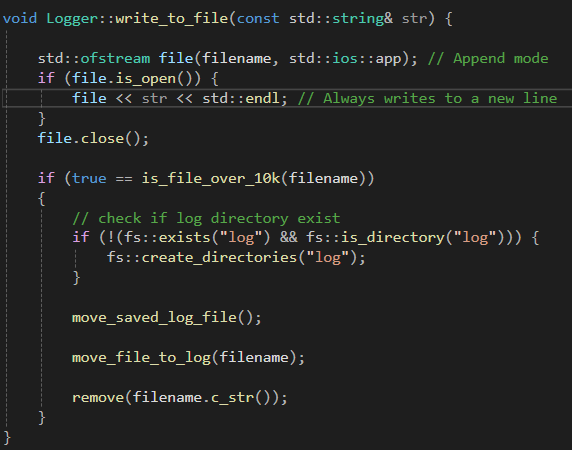 void Logger::write_to_file(const std::string& str) {
std::ofstream file(filename, std::ios::app); // Append mode
if (file.is_open()) {
file << str << std::endl; // Always writes to a new line
}
file.close();
if (true == is_file_over_10k(filename))
{
// check if log directory exist
if (!(fs::exists("log") && fs::is_directory("log"))) {
fs::create_directories("log");
}
move_saved_log_file();
move_file_to_log(filename);
remove(filename.c_str());
}
}